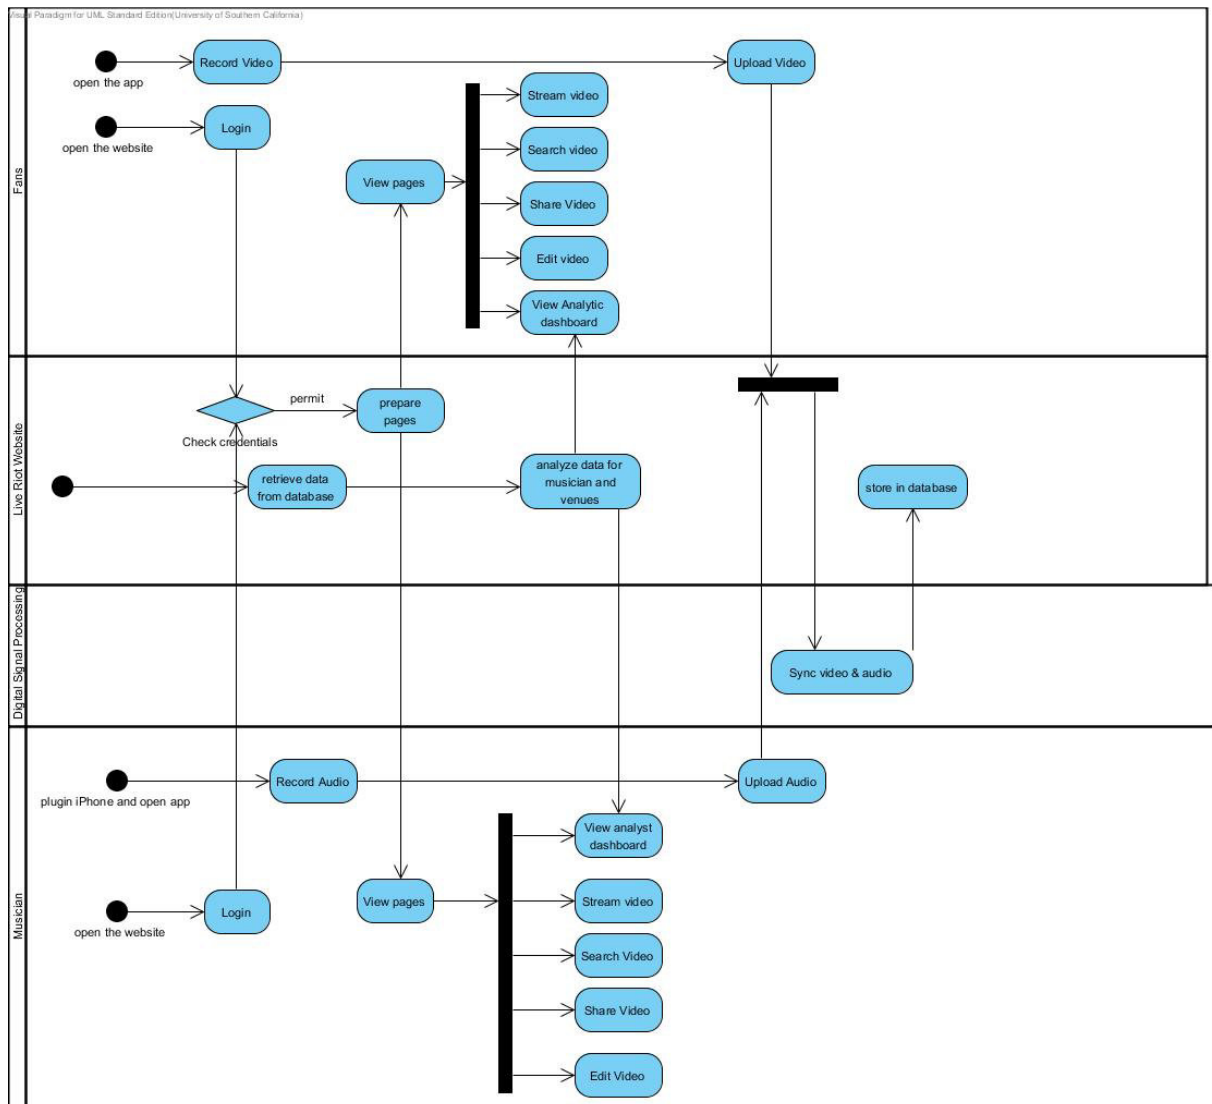 Visual Paradigm for UML Standard Edition(University of Southern California)
Fans
open the app
Record Video
Upload Video
open the website
Login
View pages
Stream video
Search video
Share Video
Edit video
View Analytic
dashboard
Live Riot Website
Check credentials
permit
prepare
pages
retrieve data
from database
analyze data for
musician and
venues
store in database
Digital Signal Processing
Sync video & audio
Musician
plugin iPhone and open app
Record Audio
Upload Audio
open the website
Login
View pages
View analyst
dashboard
Stream video
Search Video
Share Video
Edit Video